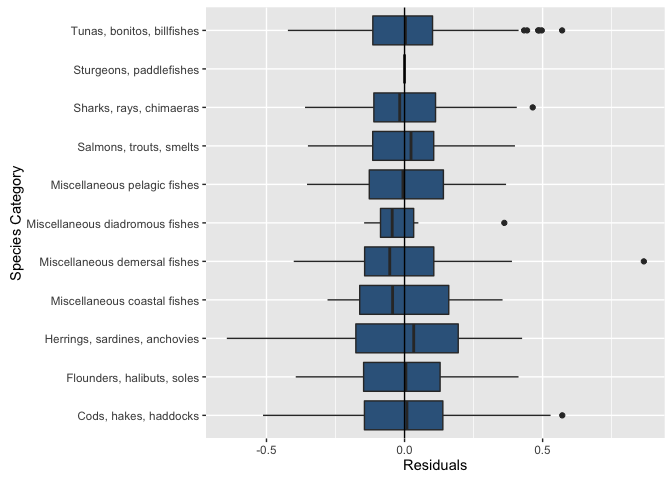 Species Category
Tunas, bonitos, billfishes
Sturgeons, paddlefishes
Sharks, rays, chimaeras
Salmons, trouts, smelts
Miscellaneous pelagic fishes
Miscellaneous diadromous fishes
Miscellaneous demersal fishes
Miscellaneous coastal fishes
Herrings, sardines, anchovies
Flounders, halibuts, soles
Cods, hakes, haddocks
-0.5 0.0 0.5
Residuals